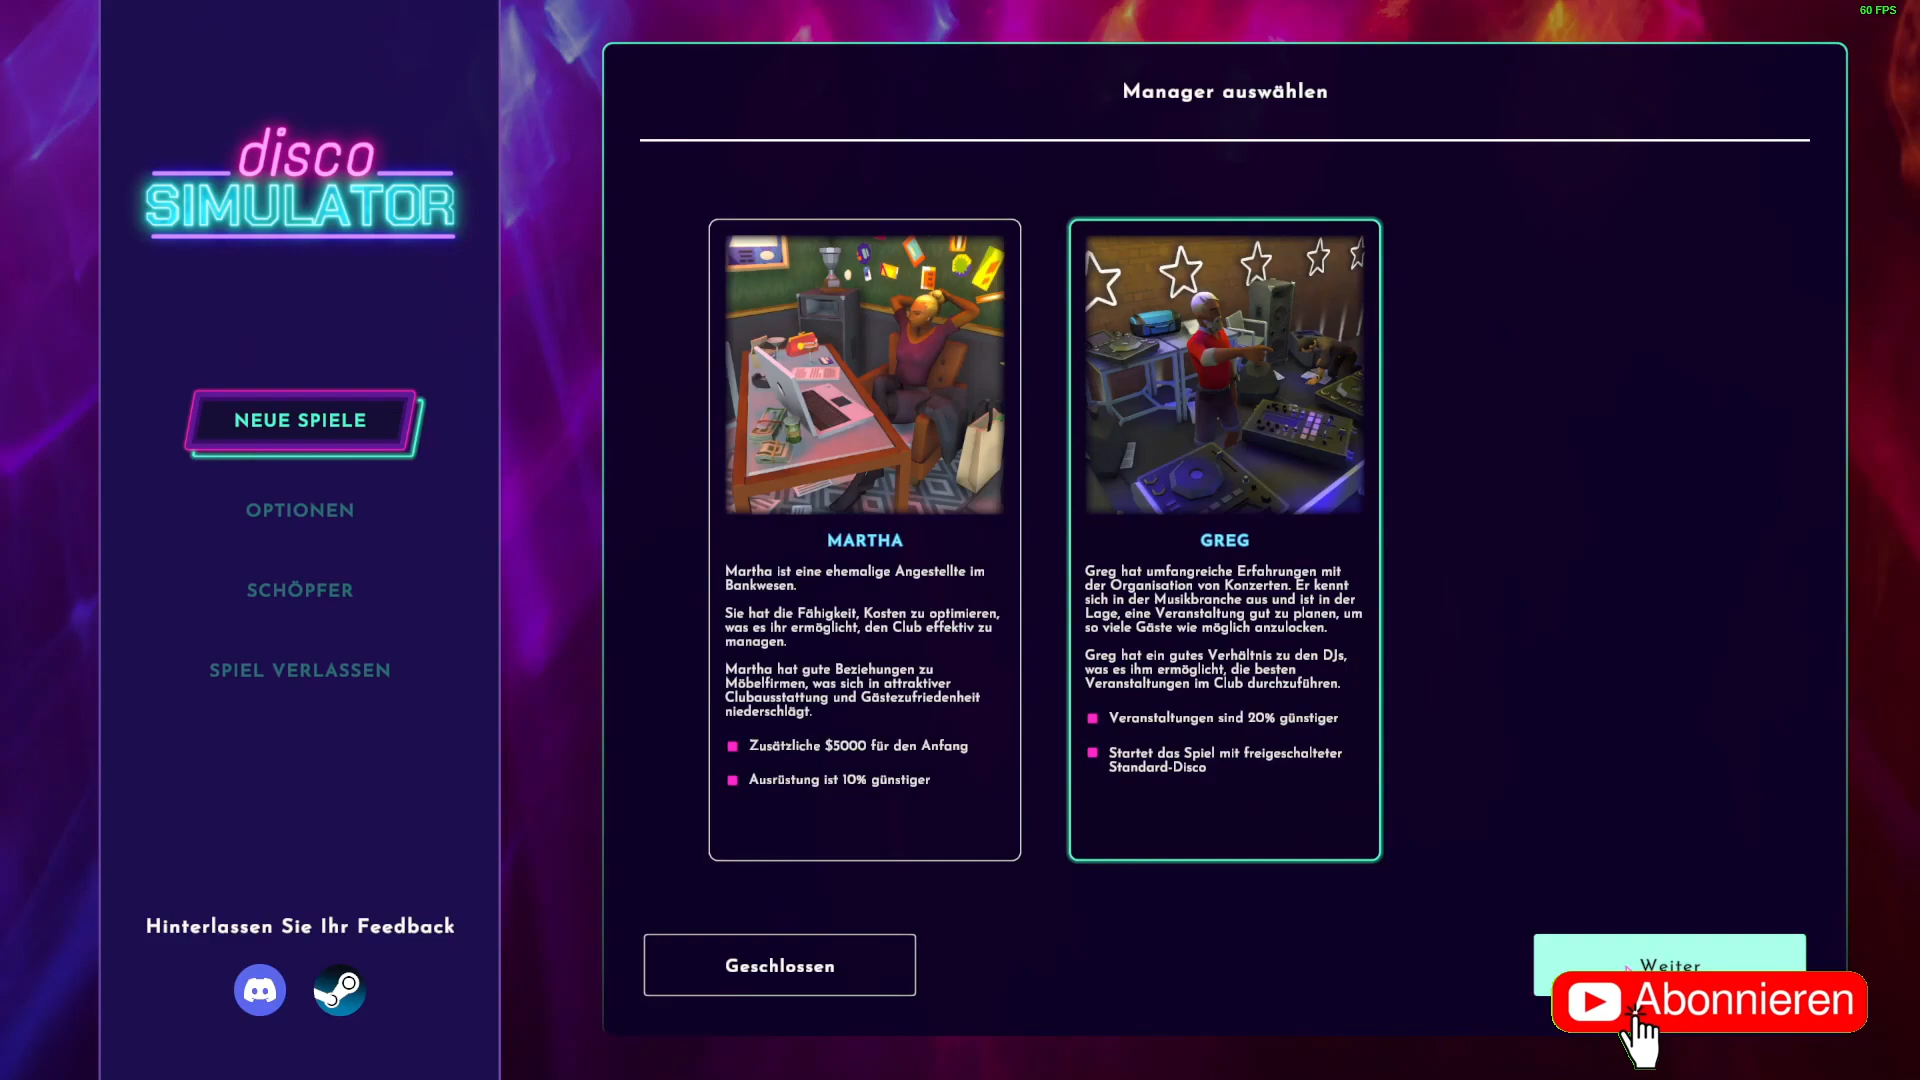 60 FPS
disco
SIMULATOR
NEUE SPIELE
OPTIONEN
SCHÖPFER
SPIEL VERLASSEN
Hinterlassen Sie Ihr Feedback
Manager auswählen
MARTHA
Martha ist eine ehemalige Angestellte im
Bankwesen.
Sie hat die Fähigkeit, Kosten zu optimieren,
was es ihr ermöglicht, den Club effektiv zu
managen.
Martha hat gute Beziehungen zu
Möbelfirmen, was sich in attraktiver
Clubausstattung und Gästezufriedenheit
niederschlägt.
Zusätzliche $5000 für den Anfang
Ausrüstung ist 10% günstiger
GREG
Greg hat umfangreiche Erfahrungen mit
der Organisation von Konzerten. Er kennt
sich in der Musikbranche aus und ist in der
Lage, eine Veranstaltung gut zu planen, um
so viele Gäste wie möglich anzulocken.
Greg hat ein gutes Verhältnis zu den DJs,
was es ihm ermöglicht, die besten
Veranstaltungen im Club durchzuführen.
Veranstaltungen sind 20% günstiger
Startet das Spiel mit freigeschalteter
Standard-Disco
Geschlossen
Weiter
Abonnieren